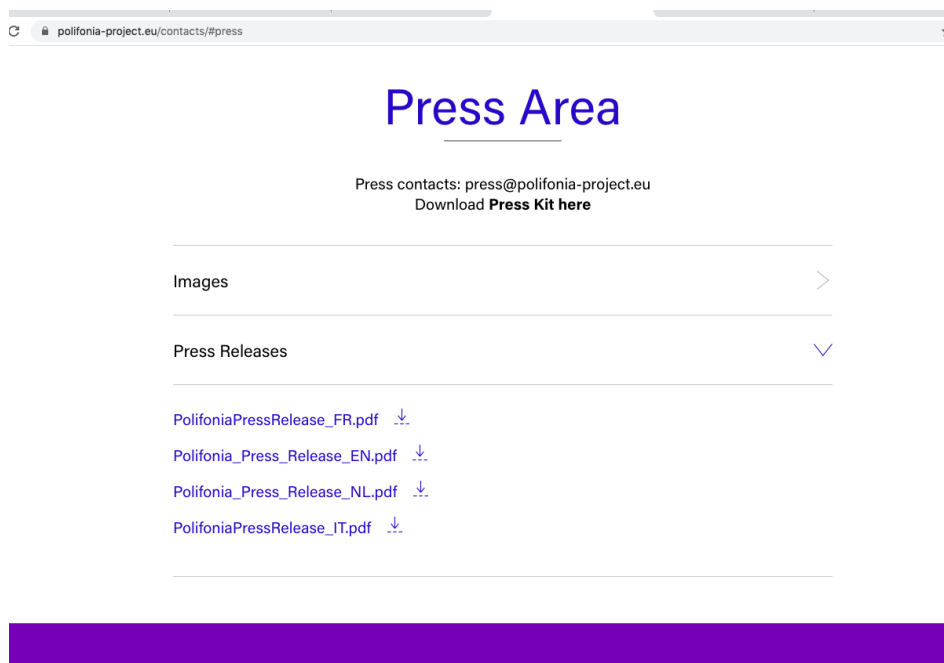 polifonia-project.eu/contacts/#press
Press Area
Press contacts: press@polifonia-project.eu
Download Press Kit here
Images
Press Releases
PolifoniaPressRelease_FR.pdf
Polifonia_Press_Release_EN.pdf
Polifonia_Press_Release_NL.pdf
PolifoniaPressRelease_IT.pdf